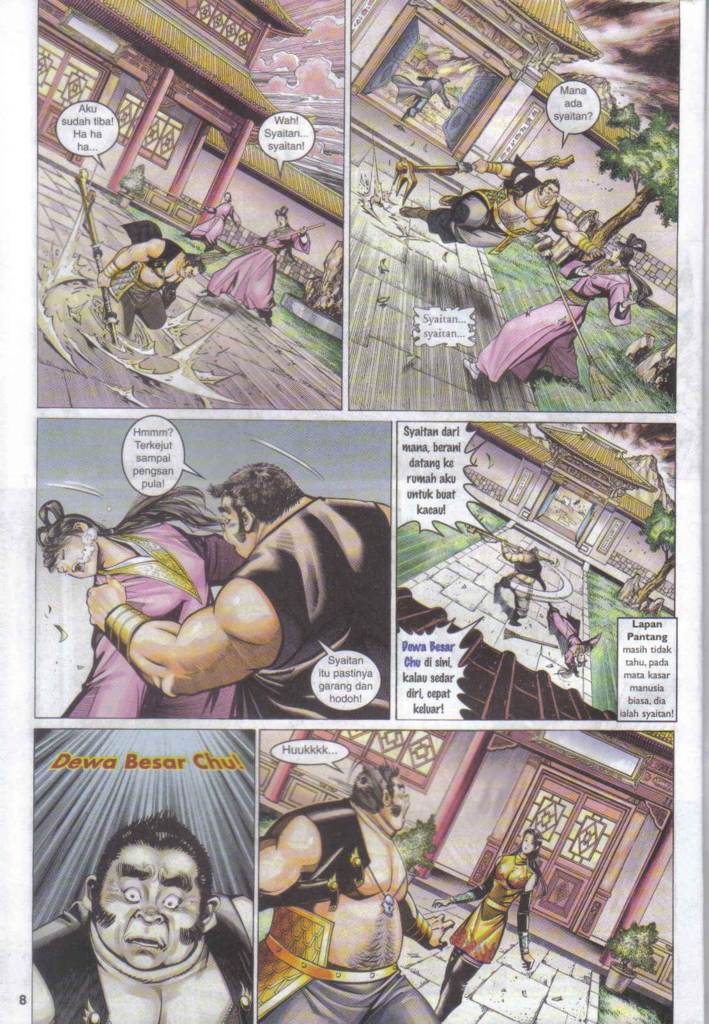 Aku
sudah tiba!
Ha ha
ha...
Wah!
Syaitan...
syaitan!
Mana
ada
syaitan?
Syaitan...
syaitan...
Hmmm?
Terkejut
sampai
pengsan
pula!
Syaitan
itu pastinya
garang dan
hodoh!
Syaitan dari
mana, berani
datang ke
rumah aku
untuk buat
kacau!
Dewa Besar
Chu di sini,
kalau sedar
diri, cepat
keluar!
Lapan
Pantang
masih tidak
tahu, pada
mata kasar
manusia
biasa, dia
ialah syaitan!
Dewa Besar Chu!
Huukkkk...
8